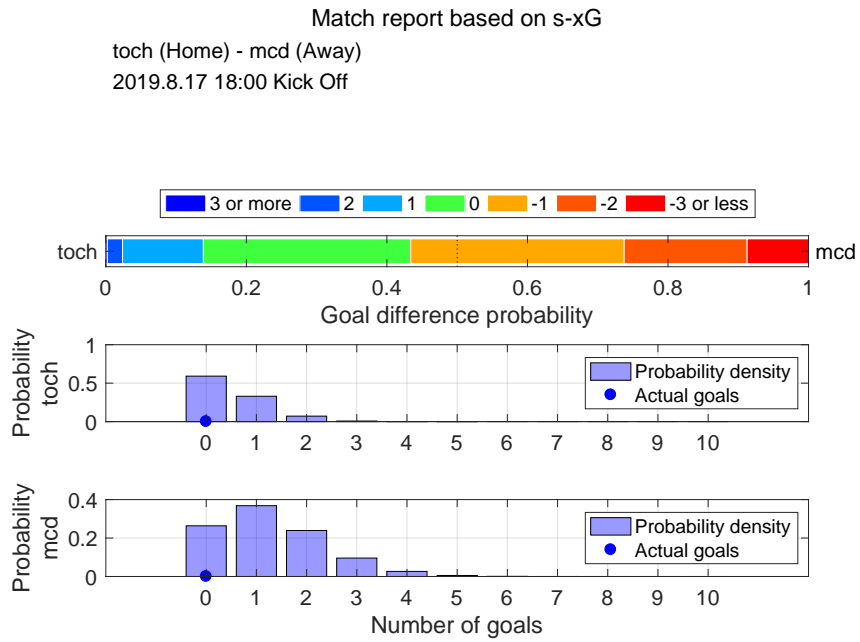 Match report based on s-xG
toch (Home) - mcd (Away)
2019.8.17 18:00 Kick Off
3 or more 2 1 0 -1 -2 -3 or less
toch mcd
0 0.2 0.4 0.6 0.8 1
Goal difference probability
Probability
toch
1
0.5
0
Probability density
Actual goals
0 1 2 3 4 5 6 7 8 9 10
Probability
mcd
0.4
0.2
0
Probability density
Actual goals
0 1 2 3 4 5 6 7 8 9 10
Number of goals